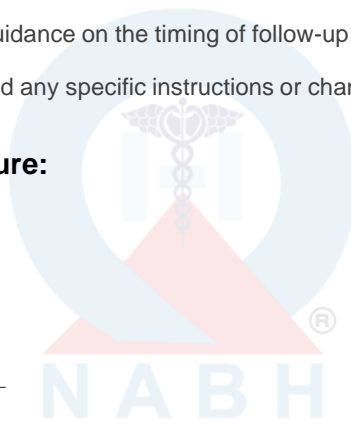 uidance on the timing of follow-up
d any specific instructions or char
ure:
®
NABH